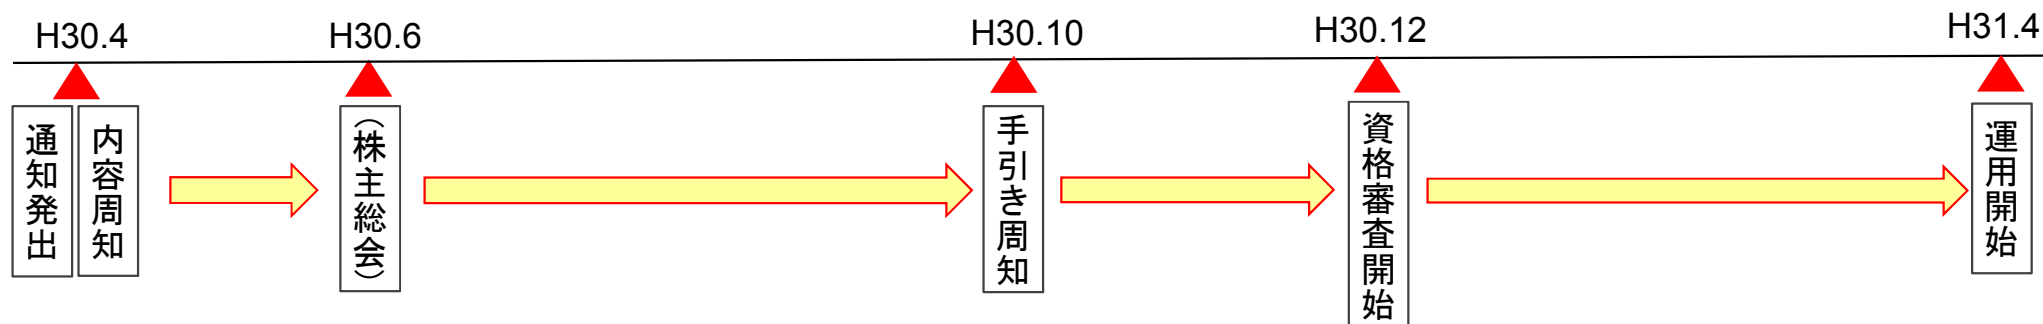 H30.4
H30.6
H30.10
H30.12
H31.4
通知発出
内容周知
（株主総会）
手引き周知
資格審査開始
運用開始